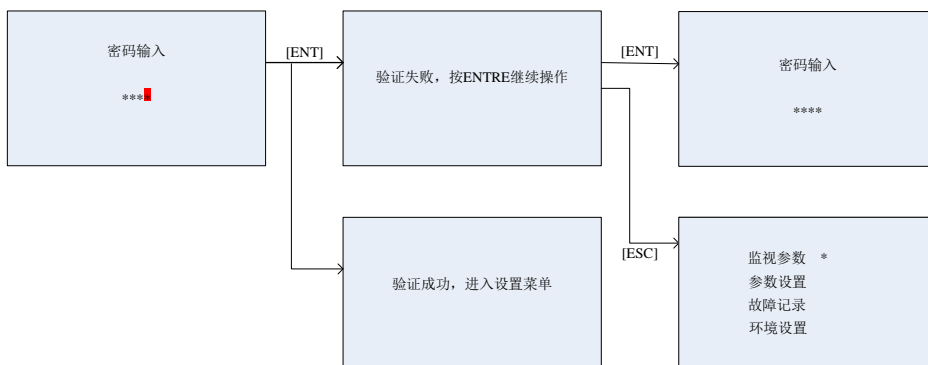 密码输入
****
[ENT]
验证失败，按ENTRE继续操作
[ENT]
密码输入
****
验证成功，进入设置菜单
[ESC]
监视参数 *
参数设置
故障记录
环境设置